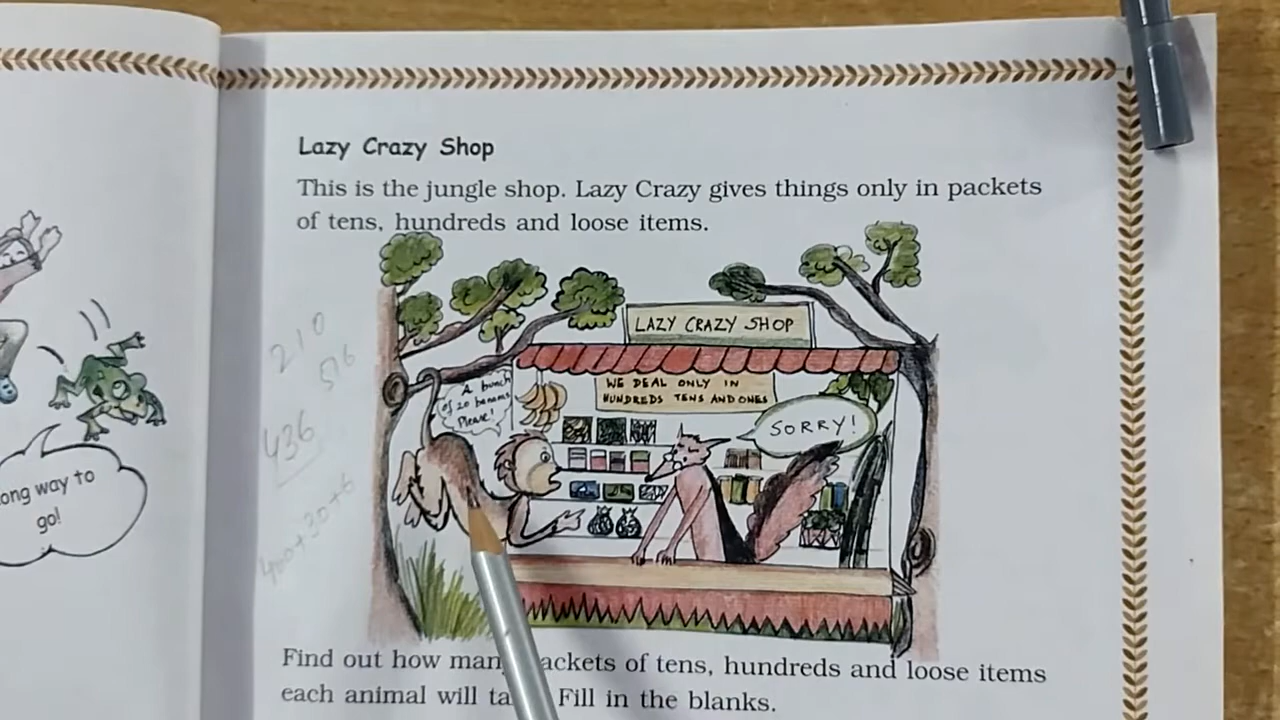 Lazy Crazy Shop
This is the jungle shop. Lazy Crazy gives things only in packets
of tens, hundreds and loose items.
LAZY CRAZY SHOP
WE DEAL ONLY IN
HUNDREDS TENS AND ONES
A bunch
of 20 bananas
Please!
SORRY!
210
516
436
400+30+6
ong way to
go!
Find out how man ackets of tens, hundreds and loose items
each animal will ta Fill in the blanks.